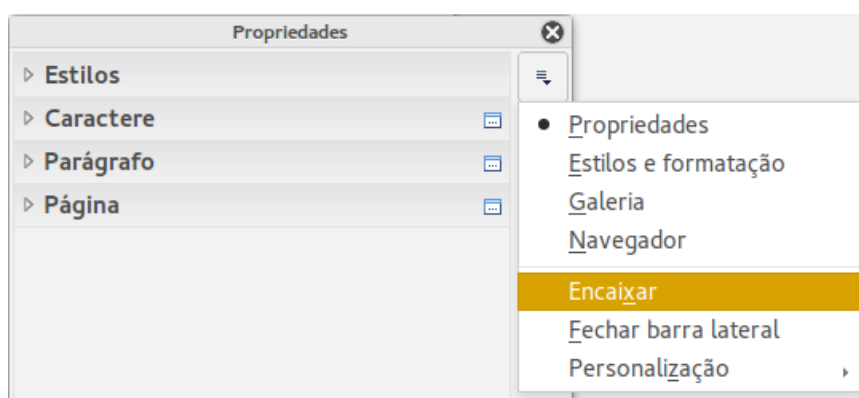 Propriedades
Estilos
Caractere
Parágrafo
Página
Propriedades
Estilos e formatação
Galeria
Navegador
Encaixar
Fechar barra lateral
Personalização